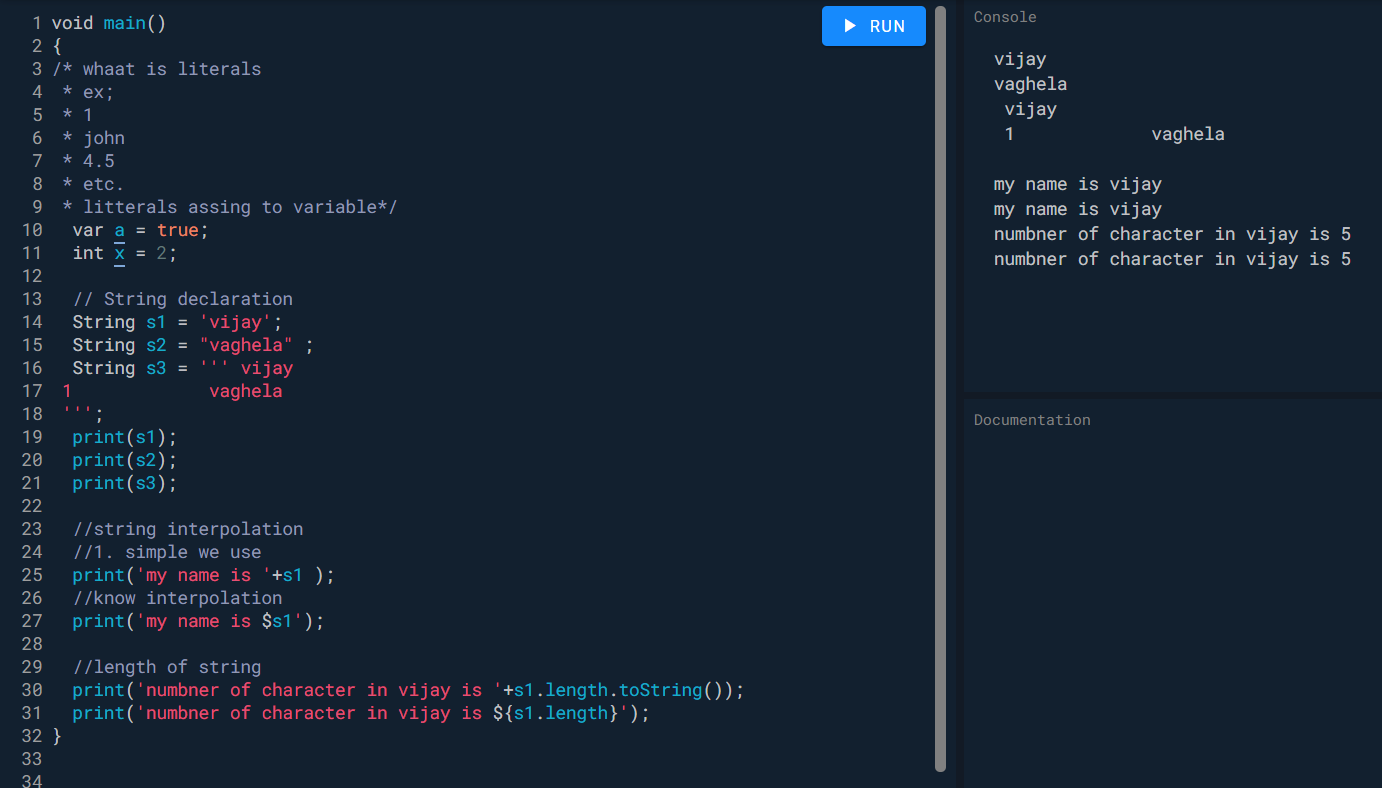 1 void main()
2 {
3 /* whaat is literals
4  * ex;
5  * 1
6  * john
7  * 4.5
8  * etc.
9  * litterals assing to variable*/
10   var a = true;
11   int x = 2;
12
13   // String declaration
14   String s1 = 'vijay';
15   String s2 = "vaghela" ;
16   String s3 = ''' vijay
17  1             vaghela
18  ''';
19   print(s1);
20   print(s2);
21   print(s3);
22
23   //string interpolation
24   //1. simple we use
25   print('my name is '+s1 );
26   //know interpolation
27   print('my name is $s1');
28
29   //length of string
30   print('numbner of character in vijay is '+s1.length.toString());
31   print('numbner of character in vijay is ${s1.length}');
32 }
33
34
RUN
Console
vijay
vaghela
 vijay
 1             vaghela
my name is vijay
my name is vijay
numbner of character in vijay is 5
numbner of character in vijay is 5
Documentation